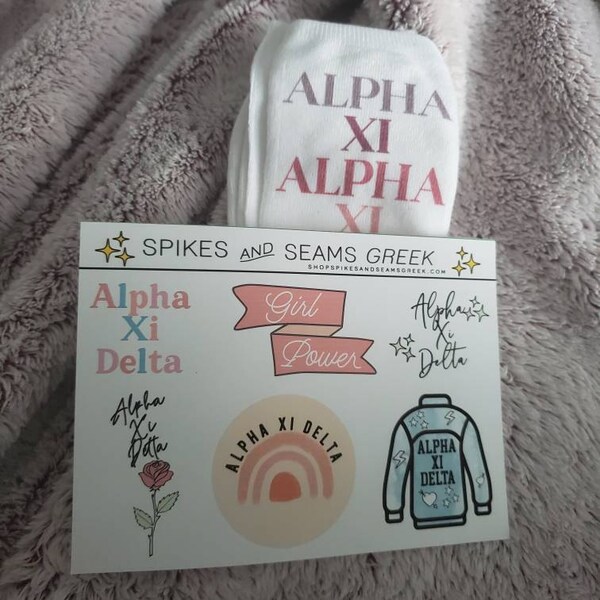 ALPHA
XI
ALPHA
XI
SPIKES AND SEAMS GREEK
SHOPSPIKESANDSEAMSGREEK.COM
Alpha
Xi
Delta
Girl
Power
Alpha
Xi
Delta
Alpha
Xi
Delta
ALPHA XI DELTA
ALPHA
XI
DELTA